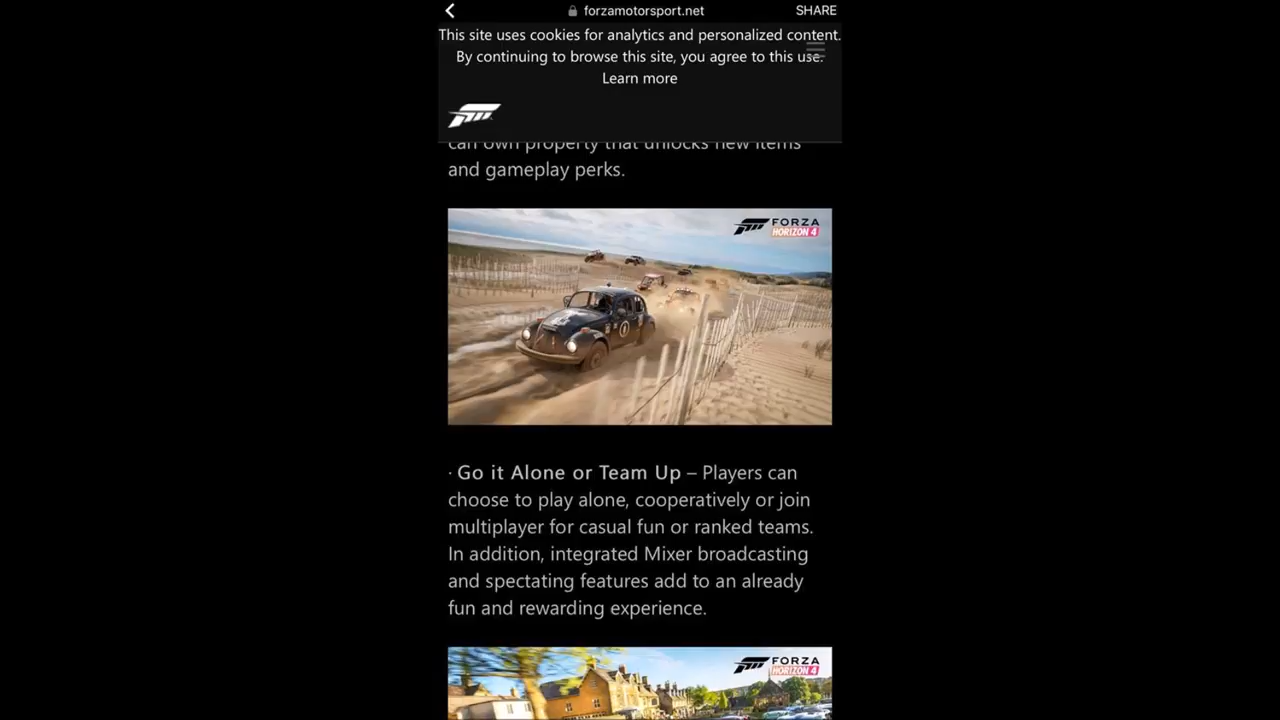 forzamotorsport.net
SHARE
This site uses cookies for analytics and personalized content.
By continuing to browse this site, you agree to this use.
Learn more
can own property that unlocks new items
and gameplay perks.
FORZA
HORIZON 4
· Go it Alone or Team Up – Players can
choose to play alone, cooperatively or join
multiplayer for casual fun or ranked teams.
In addition, integrated Mixer broadcasting
and spectating features add to an already
fun and rewarding experience.
FORZA
HORIZON 4